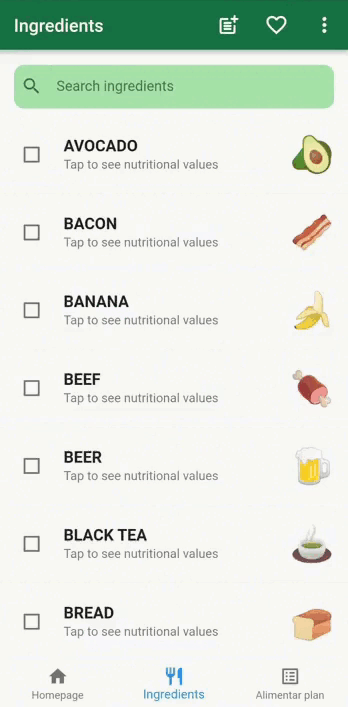 Ingredients
Search ingredients
AVOCADO
Tap to see nutritional values
BACON
Tap to see nutritional values
BANANA
Tap to see nutritional values
BEEF
Tap to see nutritional values
BEER
Tap to see nutritional values
BLACK TEA
Tap to see nutritional values
BREAD
Tap to see nutritional values
Homepage
Ingredients
Alimentar plan